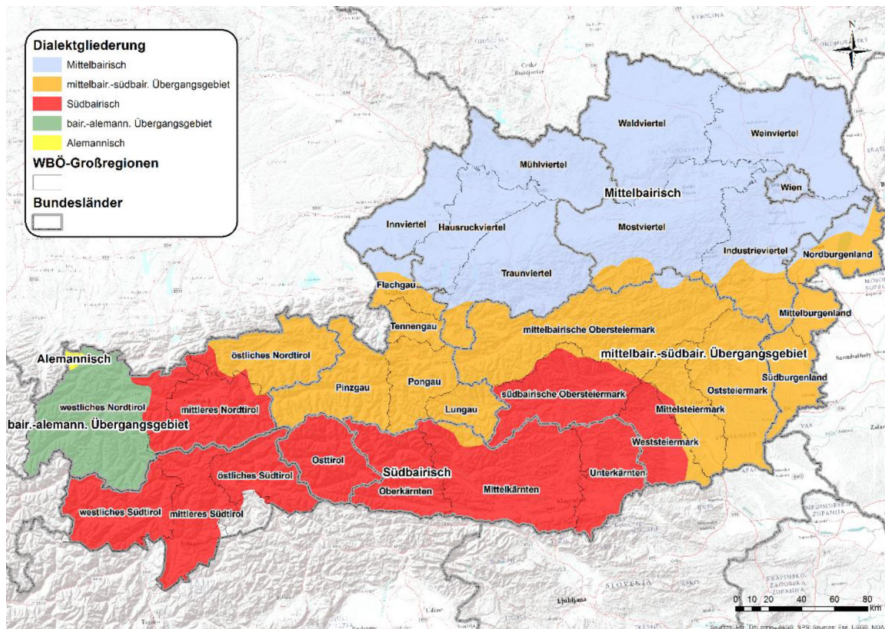 Dialektgliederung
Mittelbairisch
mittelbair.-südbair. Übergangsgebiet
Südbairisch
bair.-alemann. Übergangsgebiet
Alemannisch
WBÖ-Großregionen
Bundesländer
N
Waldviertel
Weinviertel
Mühlviertel
Mittelbairisch
Wien
Innviertel
Hausruckviertel
Mostviertel
Industrieviertel
Nordburgenland
Traunviertel
Flachgau
Mittelburgenland
Tennengau
mittelbairische Obersteiermark
östliches Nordtirol
mittelbair.-südbair. Übergangsgebiet
Alemannisch
Pinzgau
Pongau
Südburgenland
Oststeiermark
südbairische Obersteiermark
westliches Nordtirol
mittleres Nordtirol
Lungau
Mittelsteiermark
bair.-alemann. Übergangsgebiet
Weststeiermark
Osttirol
Südbairisch
östliches Südtirol
Unterkärnten
Oberkärnten
Mittelkärnten
westliches Südtirol
mittleres Südtirol
Ljubljana
0 10 20 40 60 80
km